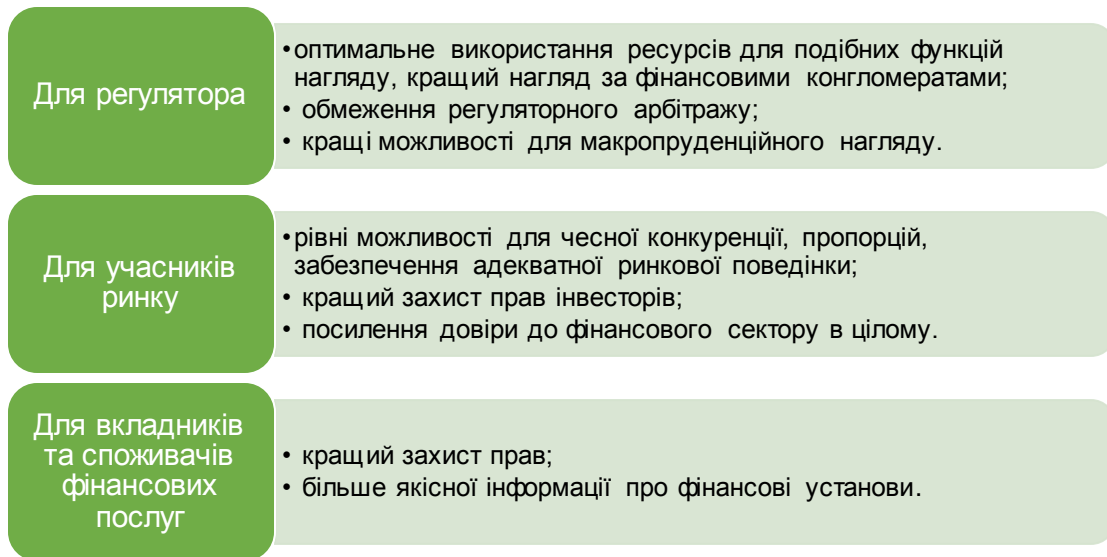 Для регулятора
•оптимальне використання ресурсів для подібних функцій
нагляду, кращий нагляд за фінансовими конгломератами;
• обмеження регуляторного арбітражу;
• кращі можливості для макропруденційного нагляду.
Для учасників
ринку
•рівні можливості для чесної конкуренції, пропорцій,
забезпечення адекватної ринкової поведінки;
• кращий захист прав інвесторів;
• посилення довіри до фінансового сектору в цілому.
Для вкладників
та споживачів
фінансових
послуг
• кращий захист прав;
• більше якісної інформації про фінансові установи.